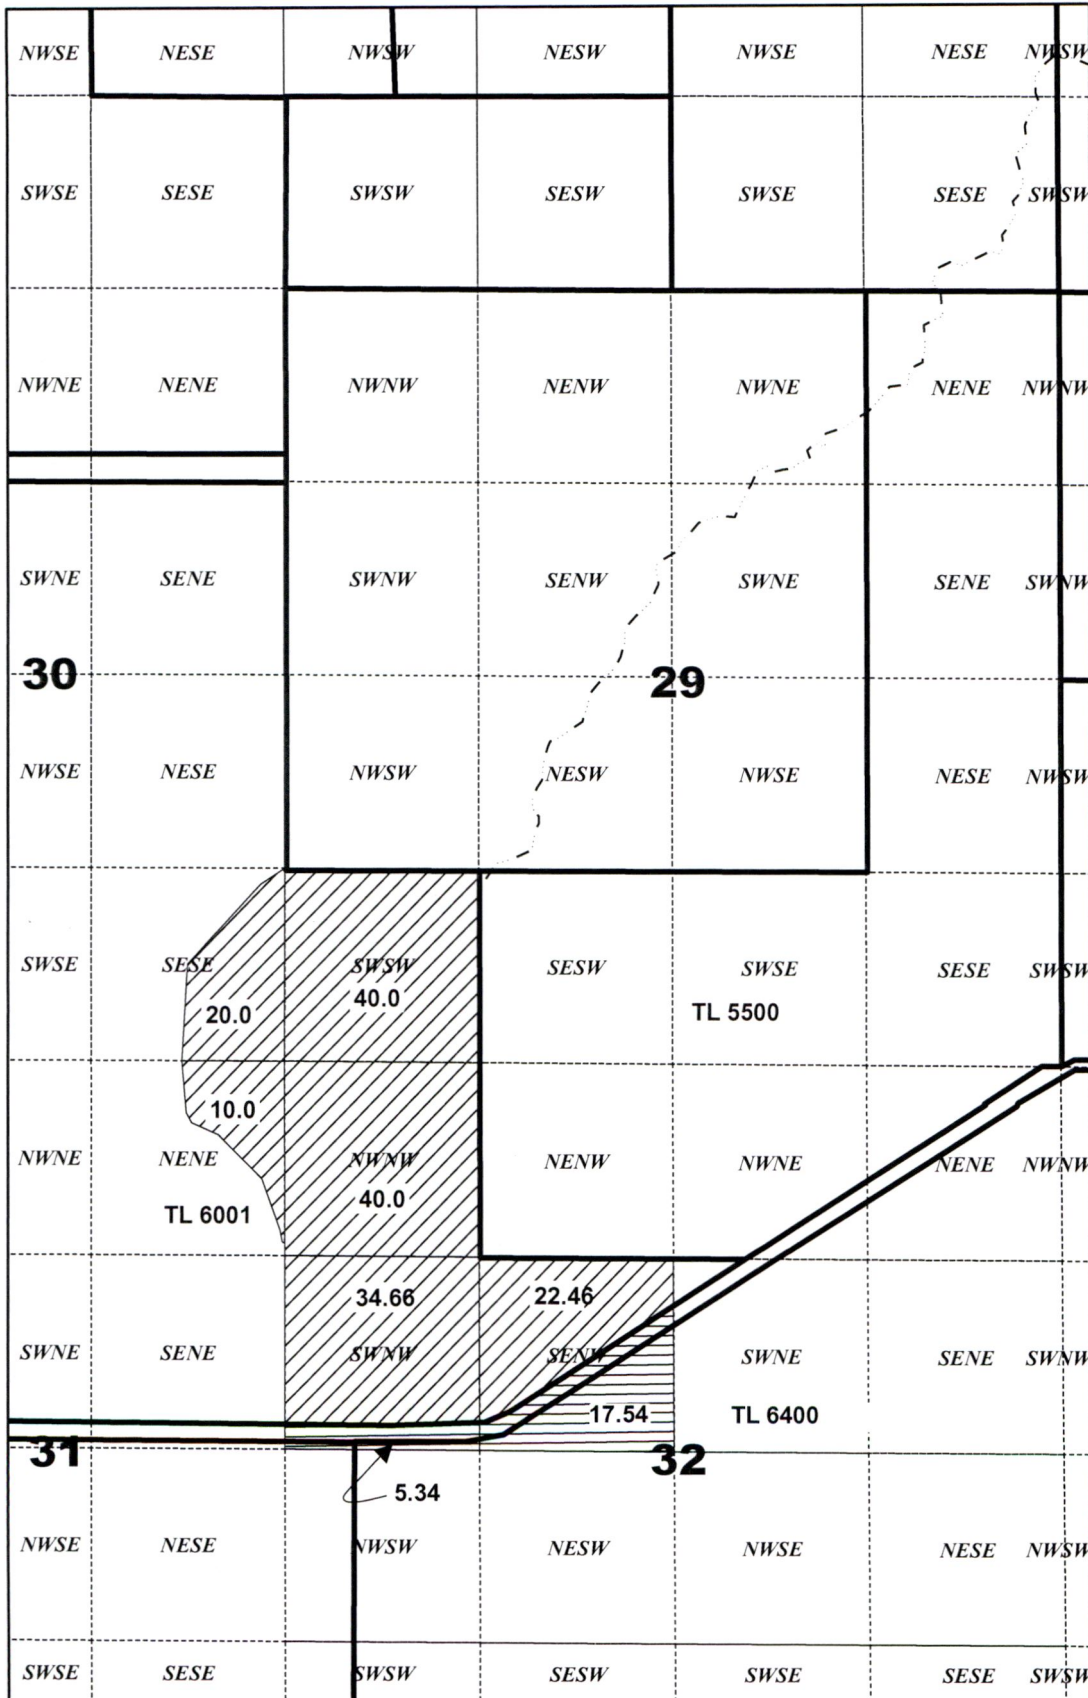 NWSE NESE NWSW NESW NWSE NESE NWSW
SWSE SESE SWSW SESW SWSE SESE SWSW
NWNE NENE NWNW NENW NWNE NENE NWNW
SWNE SENE SWNW SENW SWNE SENE SWNW
30 29
NWSE NESE NWSW NESW NWSE NESE NWSW
SWSE SESE SWSW SESW SWSE SESE SWSW
20.0 40.0 TL 5500
10.0
NWNE NENE NWNW NENW NWNE NENE NWNW
TL 6001 40.0
34.66 22.46
SWNE SENE SWNW SENW SWNE SENE SWNW
17.54 TL 6400
31 32
5.34
NWSE NESE NWSW NESW NWSE NESE NWSW
SWSE SESE SWSW SESW SWSE SESE SWSW